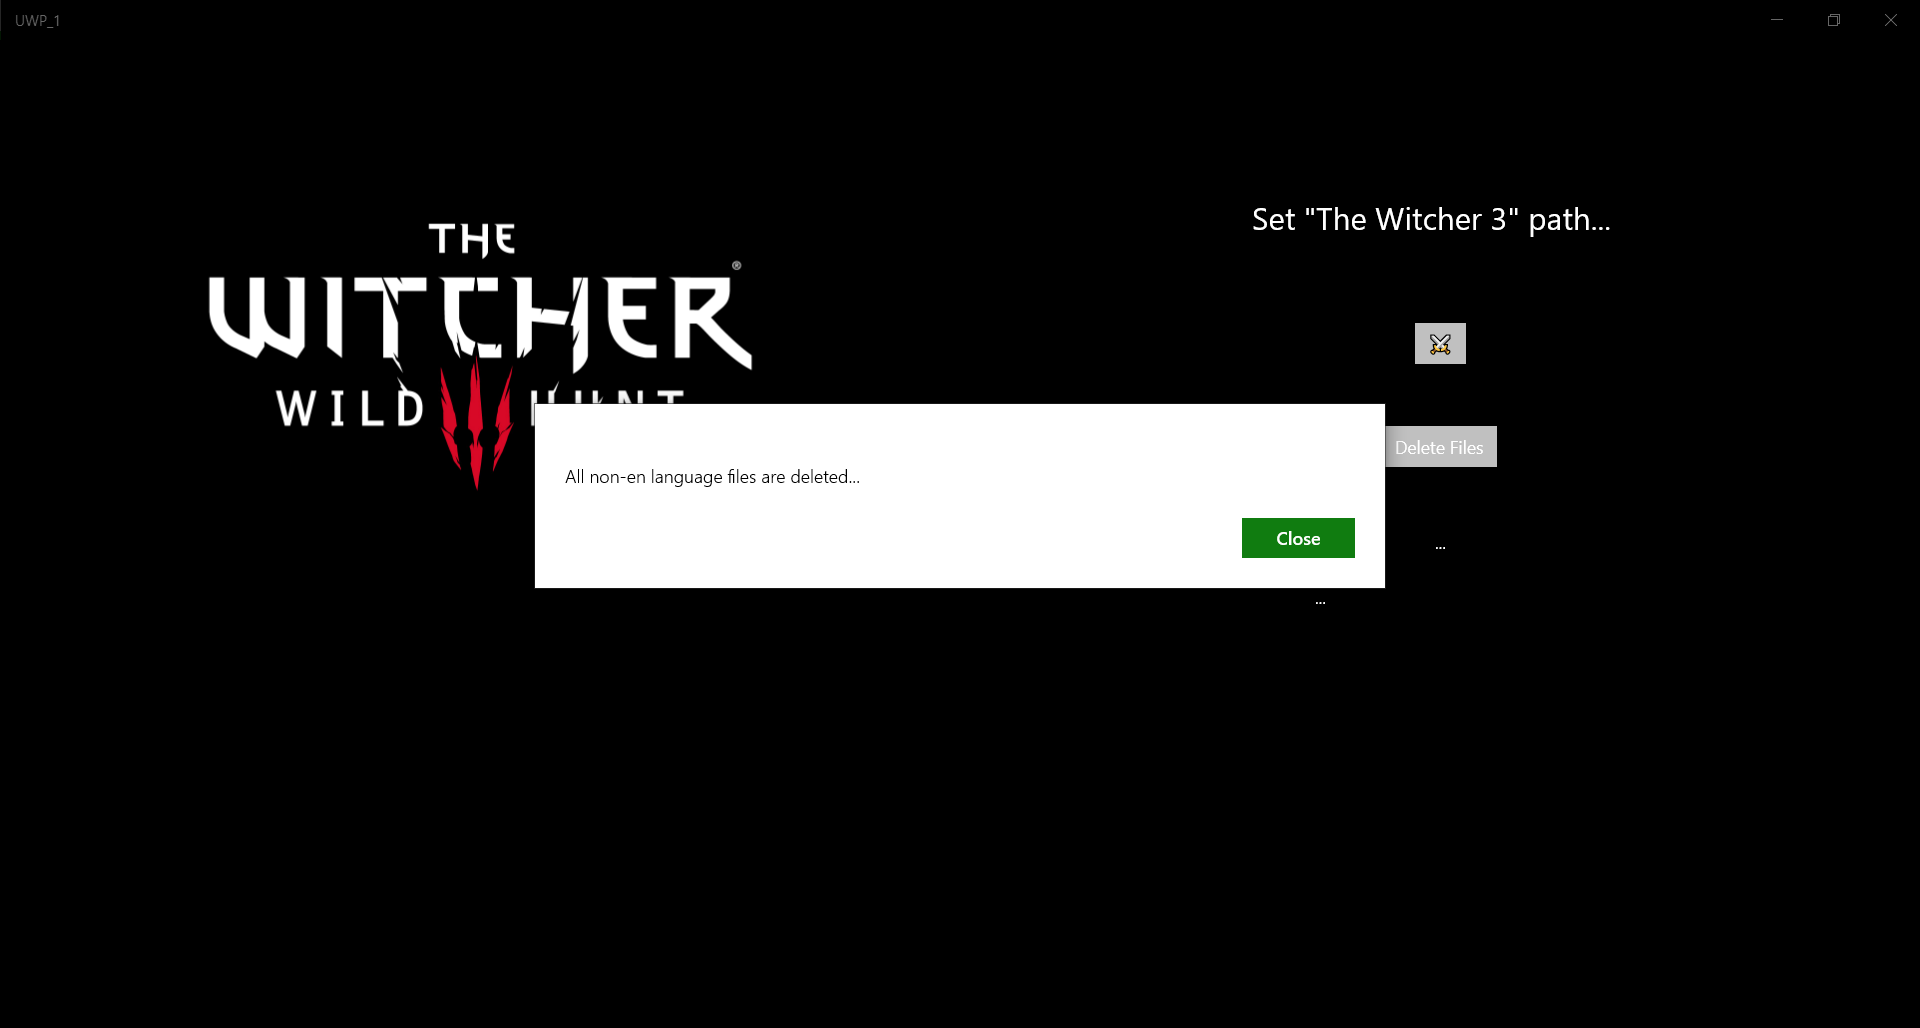 UWP_1
THE
WITCHER
WILD HUNT
Set "The Witcher 3" path...
Delete Files
All non-en language files are deleted...
Close
...
...